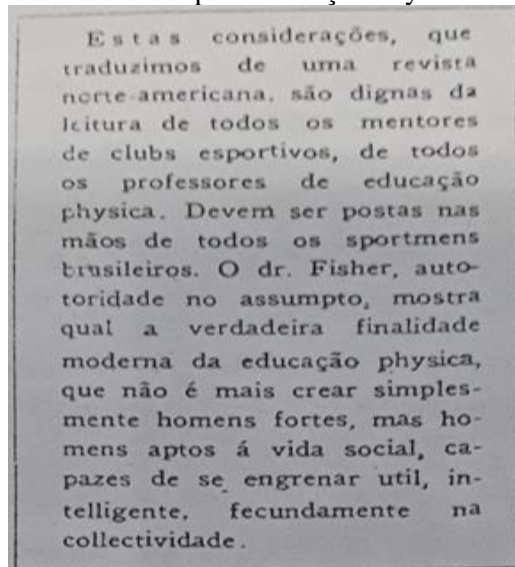 Estas considerações, que
traduzimos de uma revista
norte-americana, são dignas da
leitura de todos os mentores
de clubs esportivos, de todos
os professores de educação
physica. Devem ser postas nas
mãos de todos os sportmens
brasileiros. O dr. Fisher, auto-
toridade no assumpto, mostra
qual a verdadeira finalidade
moderna da educação physica,
que não é mais crear simples-
mente homens fortes, mas ho-
mens aptos á vida social, ca-
pazes de se engrenar util, in-
telligente, fecundamente na
collectividade.